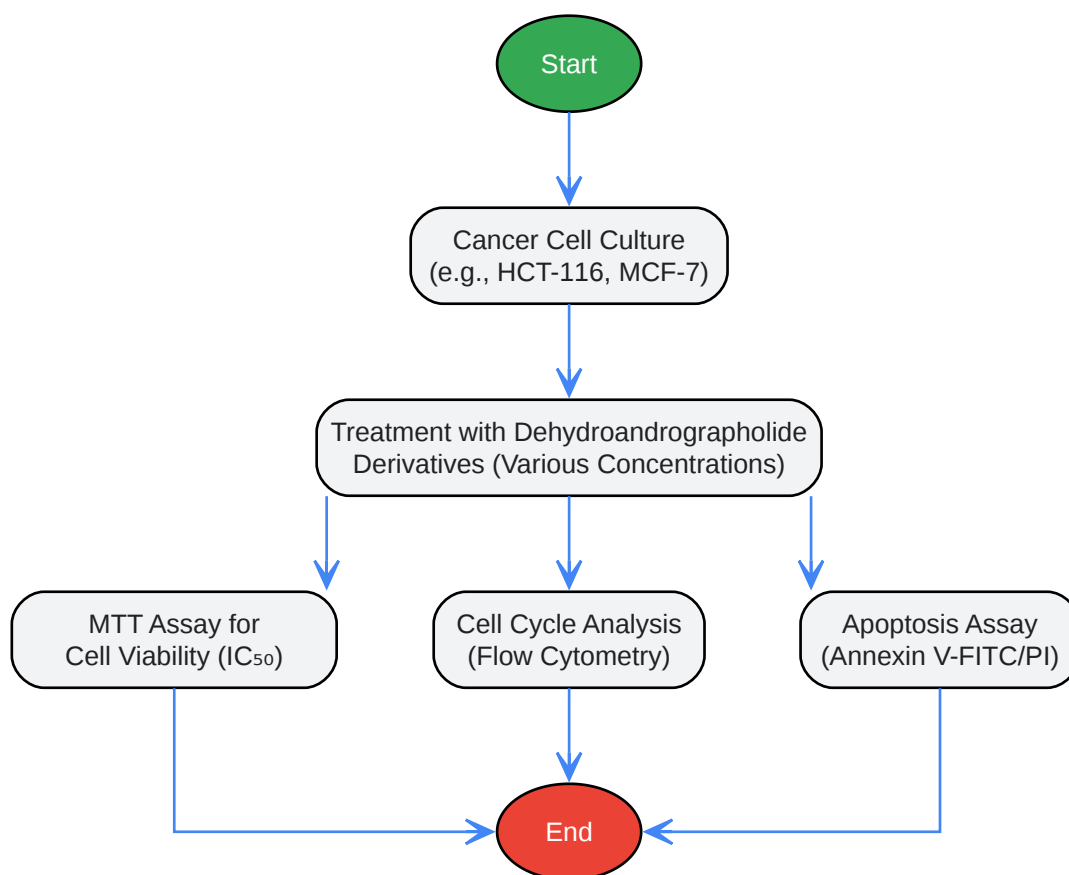 Start
Cancer Cell Culture
(e.g., HCT-116, MCF-7)
Treatment with Dehydroandrographolide
Derivatives (Various Concentrations)
MTT Assay for
Cell Viability (IC₅₀)
Cell Cycle Analysis
(Flow Cytometry)
Apoptosis Assay
(Annexin V-FITC/PI)
End